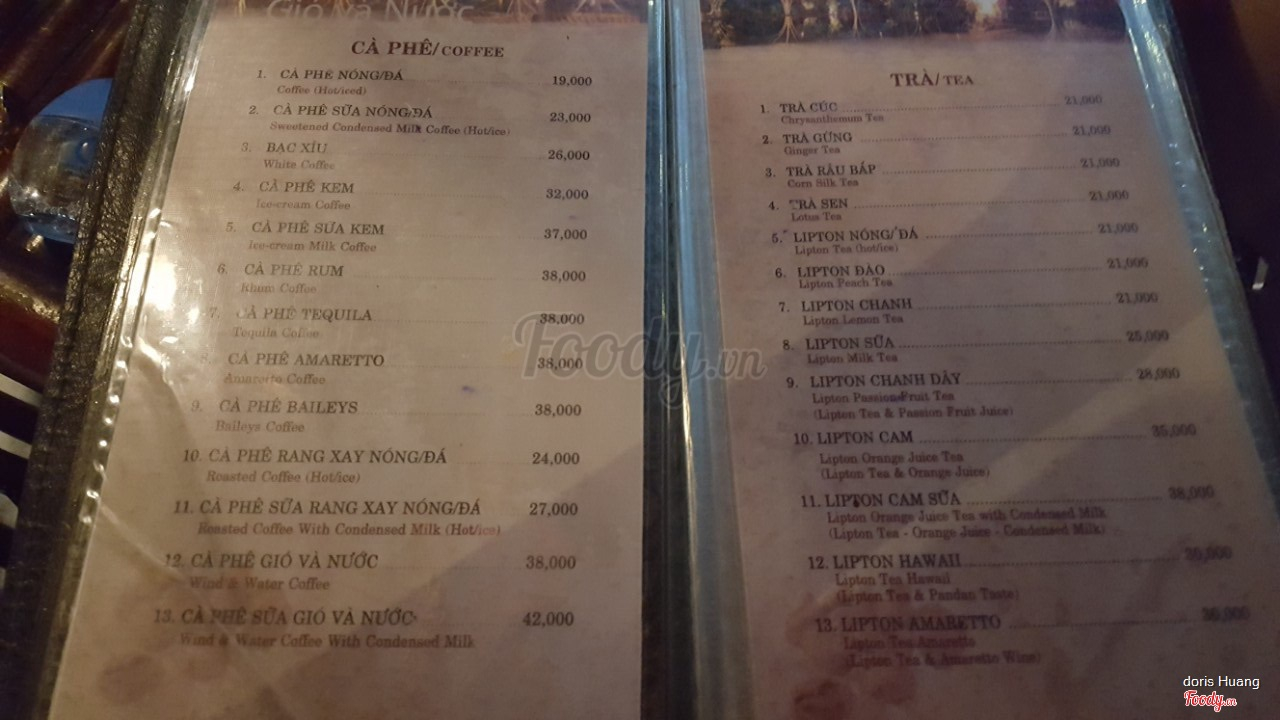 Gió và Nước
CÀ PHÊ/COFFEE
1. CÀ PHÊ NÓNG/ĐÁ 19,000
Coffee (Hot/iced)
2. CÀ PHÊ SỮA NÓNG/ĐÁ 23,000
Sweetened Condensed Milk Coffee (Hot/ice)
3. BẠC XỈU 26,000
White Coffee
4. CÀ PHÊ KEM 32,000
Ice-cream Coffee
5. CÀ PHÊ SỮA KEM 37,000
ice-cream Milk Coffee
6. CÀ PHÊ RUM 38,000
Rhum Coffee
7. CÀ PHÊ TEQUILA 38,000
Tequila Coffee
8. CÀ PHÊ AMARETTO 38,000
Amaretto Coffee
9. CÀ PHÊ BAILEYS 38,000
Baileys Coffee
10. CÀ PHÊ RANG XAY NÓNG/ĐÁ 24,000
Roasted Coffee (Hot/ice)
11. CÀ PHÊ SỮA RANG XAY NÓNG/ĐÁ 27,000
Roasted Coffee With Condensed Milk (Hot/ice)
12. CÀ PHÊ GIÓ VÀ NƯỚC 38,000
Wind & Water Coffee
13. CÀ PHÊ SỮA GIÓ VÀ NƯỚC 42,000
Wind & Water Coffee With Condensed Milk
TRÀ/TEA
1. TRÀ CÚC 21,000
Chrysanthemum Tea
2. TRÀ GỪNG 21,000
Ginger Tea
3. TRÀ RÂU BẮP 21,000
Corn Silk Tea
4. TRÀ SEN 21,000
Lotus Tea
5. LIPTON NÓNG/ĐÁ 21,000
Lipton Tea (hot/ice)
6. LIPTON ĐÀO 21,000
Lipton Peach Tea
7. LIPTON CHANH 21,000
Lipton Lemon Tea
8. LIPTON SỮA 25,000
Lipton Milk Tea
9. LIPTON CHANH DÂY 28,000
Lipton Passion Fruit Tea
(Lipton Tea & Passion Fruit Juice)
10. LIPTON CAM 35,000
Lipton Orange Juice Tea
(Lipton Tea & Orange Juice)
11. LIPTON CAM SỮA 38,000
Lipton Orange Juice Tea with Condensed Milk
(Lipton Tea - Orange Juice - Condensed Milk)
12. LIPTON HAWAII
Lipton Tea Hawaii
(Lipton Tea & Pandan Taste)
13. LIPTON AMARETTO
Lipton Tea Amaretto
(Lipton Tea & Amaretto Wine)
Foody.vn
doris Huang
Foody.vn